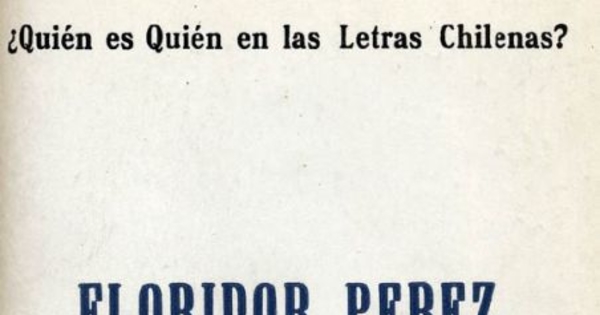 ¿Quién es Quién en las Letras Chilenas?
FLORIDOR PEREZ